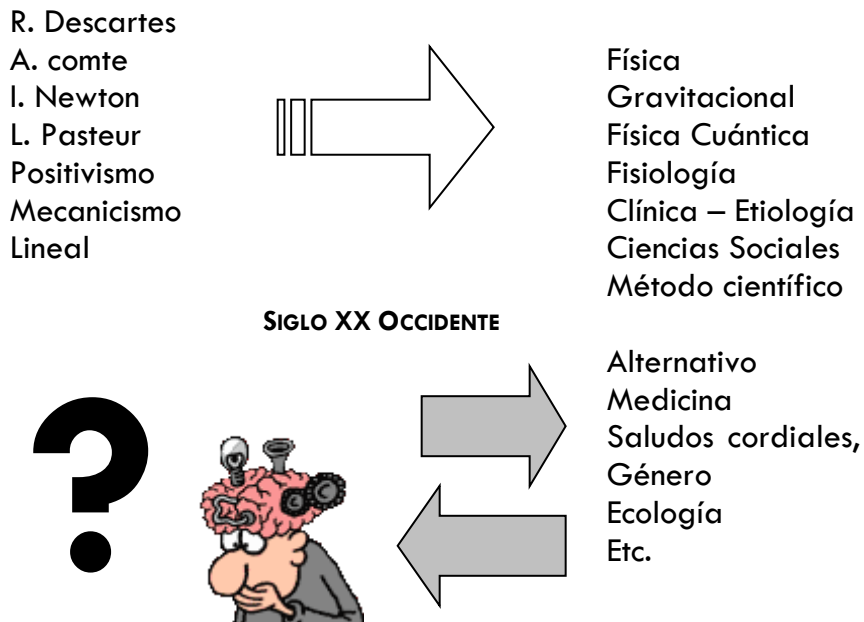 R. Descartes
A. comte
I. Newton
L. Pasteur
Positivismo
Mecanicismo
Lineal
Física
Gravitacional
Física Cuántica
Fisiología
Clínica – Etiología
Ciencias Sociales
Método científico
SIGLO XX OCCIDENTE
Alternativo
Medicina
Saludos cordiales,
Género
Ecología
Etc.
?